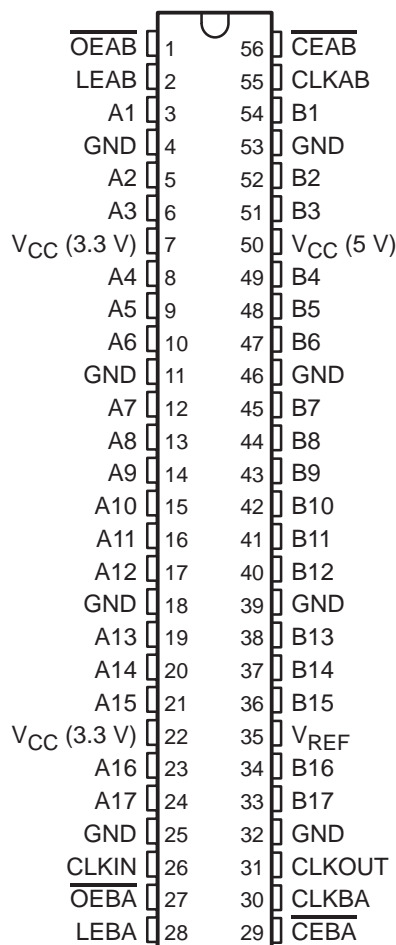 O̅E̅A̅B̅ 1 56 C̅E̅A̅B̅
LEAB 2 55 CLKAB
A1 3 54 B1
GND 4 53 GND
A2 5 52 B2
A3 6 51 B3
VCC (3.3 V) 7 50 VCC (5 V)
A4 8 49 B4
A5 9 48 B5
A6 10 47 B6
GND 11 46 GND
A7 12 45 B7
A8 13 44 B8
A9 14 43 B9
A10 15 42 B10
A11 16 41 B11
A12 17 40 B12
GND 18 39 GND
A13 19 38 B13
A14 20 37 B14
A15 21 36 B15
VCC (3.3 V) 22 35 VREF
A16 23 34 B16
A17 24 33 B17
GND 25 32 GND
CLKIN 26 31 CLKOUT
O̅E̅B̅A̅ 27 30 CLKBA
LEBA 28 29 C̅E̅B̅A̅